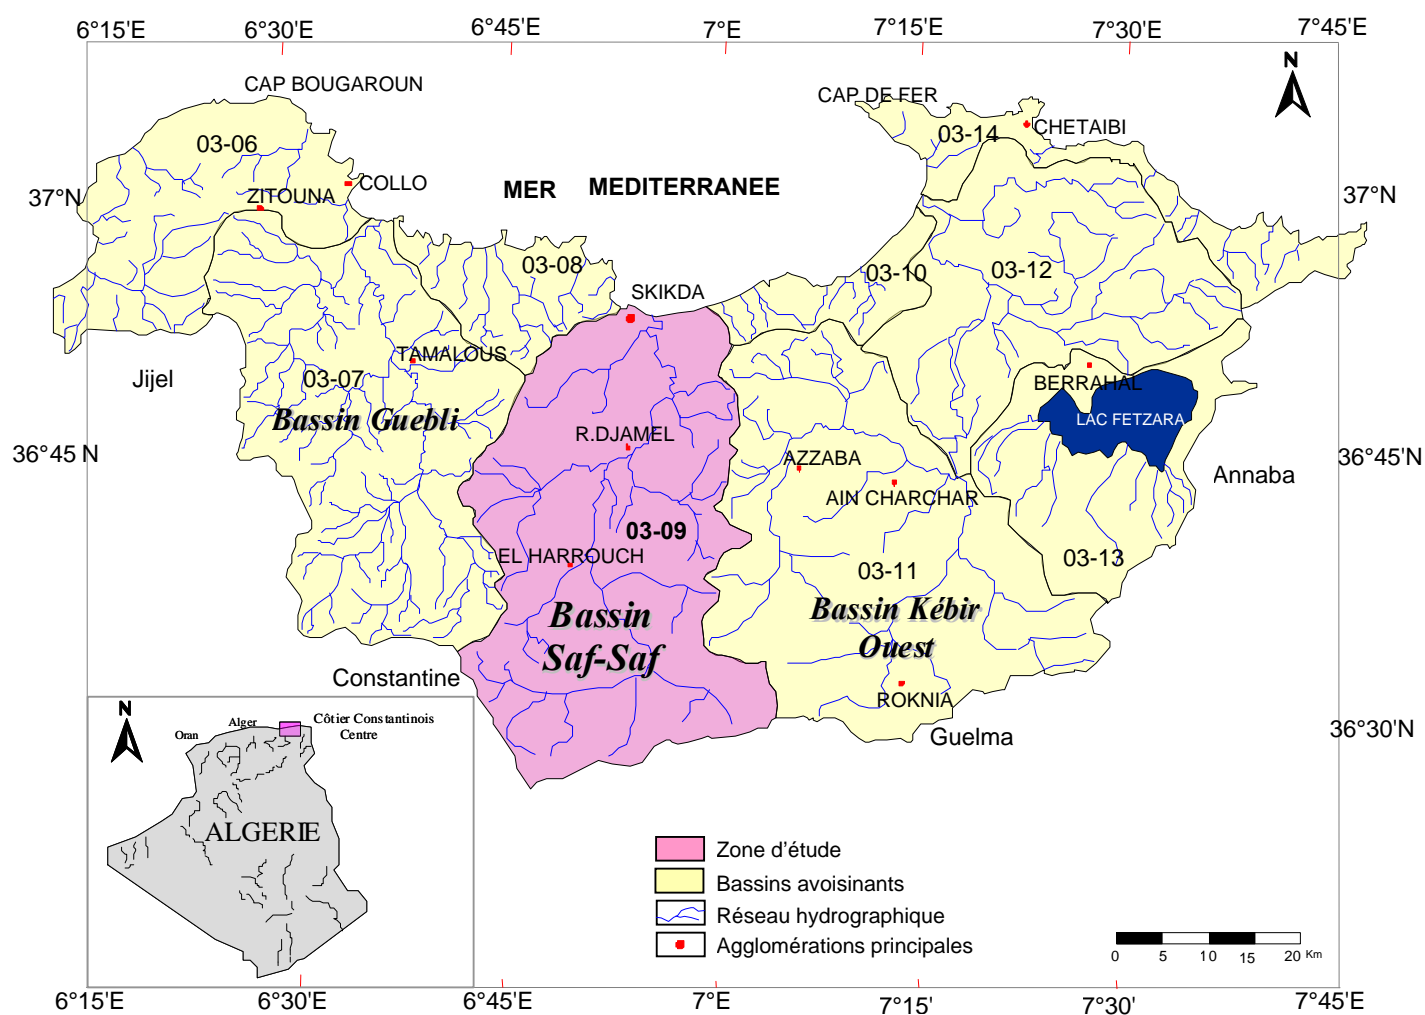 6°15'E
6°30'E
6°45'E
7°E
7°15'E
7°30'E
7°45'E
N
CAP BOUGAROUN
CAP DE FER
03-06
03-14
CHETAIBI
ZITOUNA
COLLO
MER MEDITERRANEE
37°N
37°N
03-08
03-10
03-12
SKIKDA
TAMALOUS
Jijel
03-07
BERRAHAL
Bassin Guebli
LAC FETZARA
R.DJAMEL
36°45 N
AZZABA
36°45'N
Annaba
AIN CHARCHAR
03-09
EL HARROUCH
03-13
03-11
Bassin
Saf-Saf
Bassin Kébir
Ouest
Constantine
ROKNIA
Guelma
36°30'N
N
Alger
Oran
Côtier Constantinois
Centre
ALGERIE
Zone d'étude
Bassins avoisinants
Réseau hydrographique
Agglomérations principales
0 5 10 15 20 Km
6°15'E
6°30'E
6°45'E
7°E
7°15'
7°30'
7°45'E